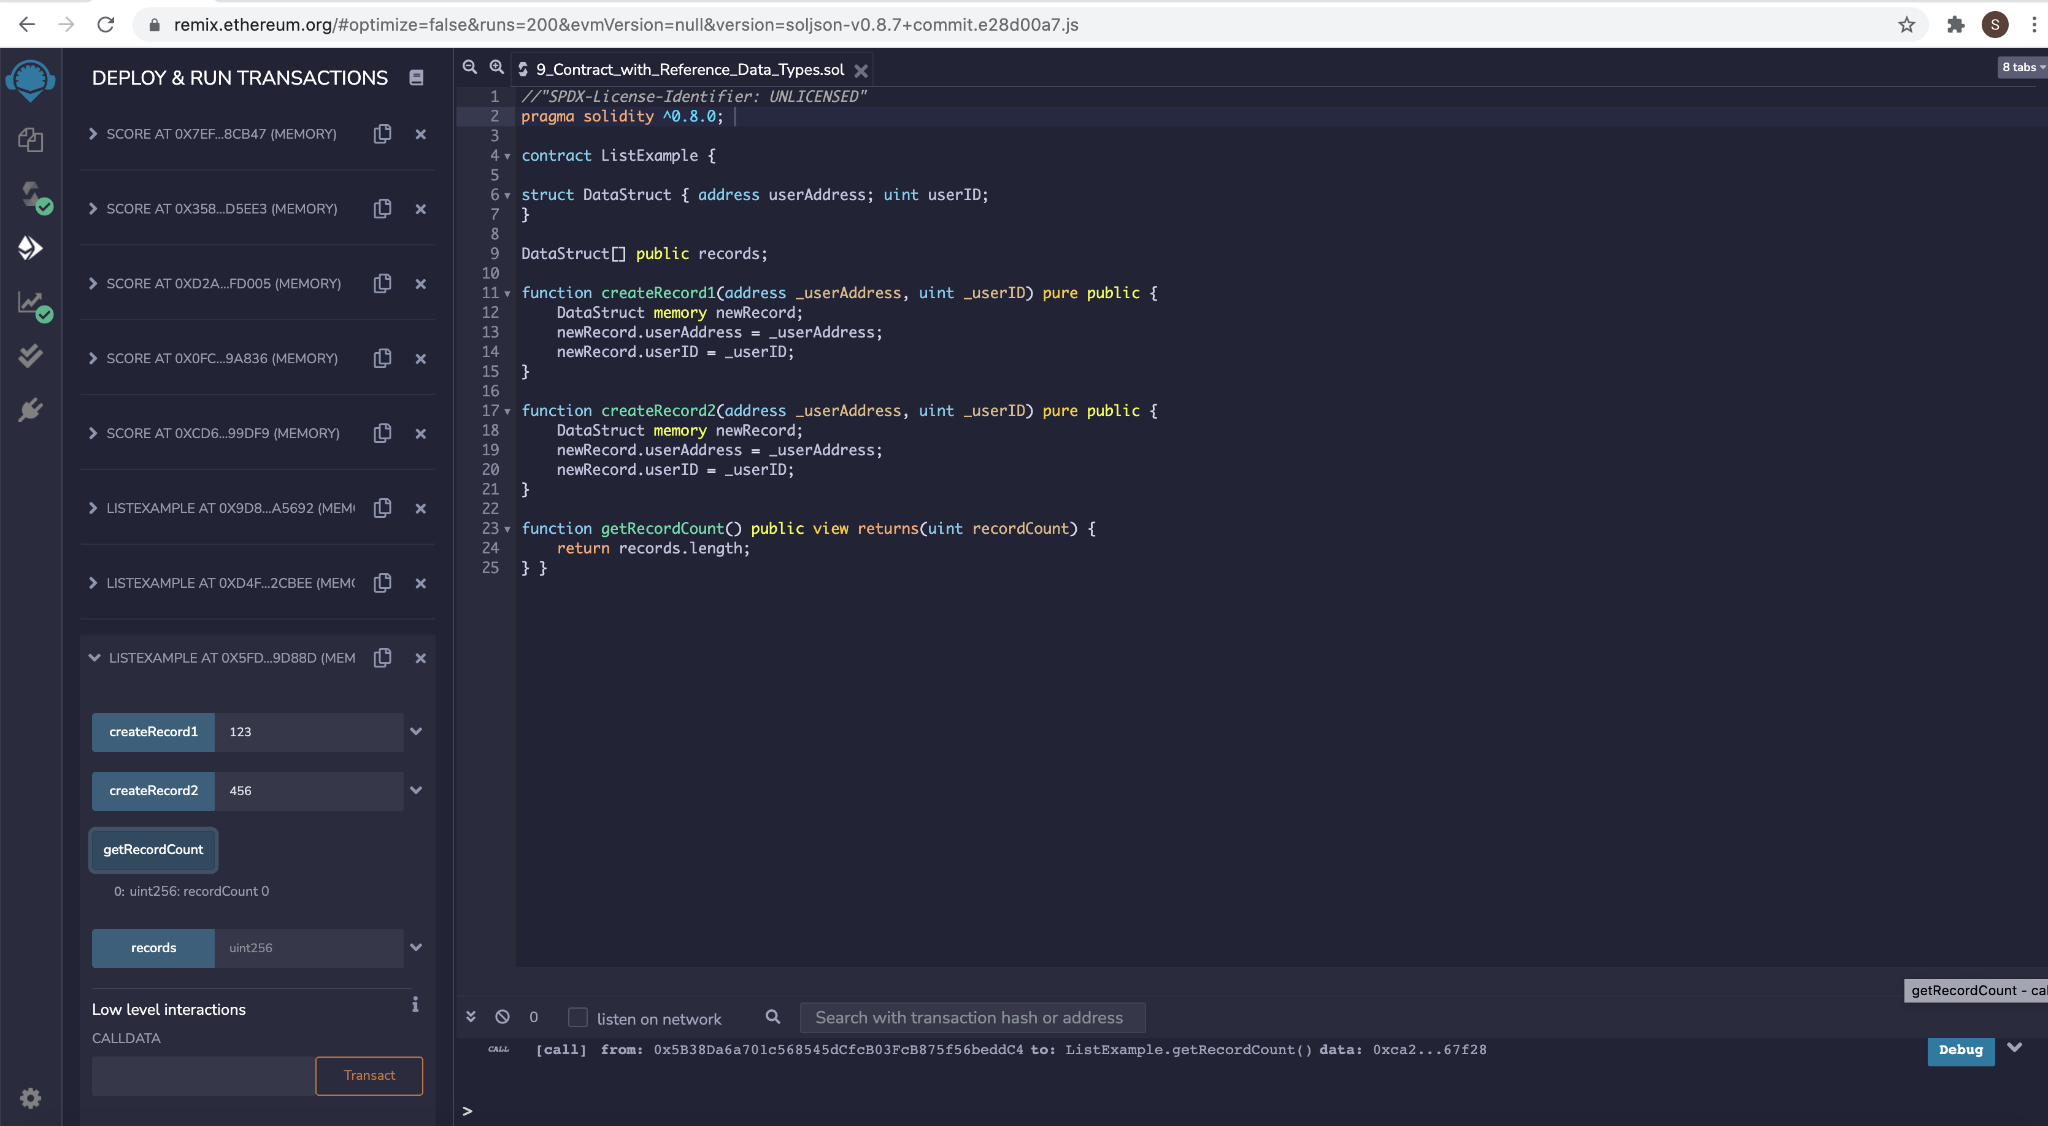 remix.ethereum.org/#optimize=false&runs=200&evmVersion=null&version=soljson-v0.8.7+commit.e28d00a7.js
S
DEPLOY & RUN TRANSACTIONS
SCORE AT 0X7EF...8CB47 (MEMORY)
SCORE AT 0X358...D5EE3 (MEMORY)
SCORE AT 0XD2A...FD005 (MEMORY)
SCORE AT 0X0FC...9A836 (MEMORY)
SCORE AT 0XCD6...99DF9 (MEMORY)
LISTEXAMPLE AT 0X9D8...A5692 (MEM
LISTEXAMPLE AT 0XD4F...2CBEE (MEM
LISTEXAMPLE AT 0X5FD...9D88D (MEM
createRecord1 123
createRecord2 456
getRecordCount
0: uint256: recordCount 0
records uint256
Low level interactions
i
CALLDATA
Transact
9_Contract_with_Reference_Data_Types.sol
8 tabs
1 //"SPDX-License-Identifier: UNLICENSED"
2 pragma solidity ^0.8.0;
3
4 contract ListExample {
5
6 struct DataStruct { address userAddress; uint userID;
7 }
8
9 DataStruct[] public records;
10
11 function createRecord1(address _userAddress, uint _userID) pure public {
12 DataStruct memory newRecord;
13 newRecord.userAddress = _userAddress;
14 newRecord.userID = _userID;
15 }
16
17 function createRecord2(address _userAddress, uint _userID) pure public {
18 DataStruct memory newRecord;
19 newRecord.userAddress = _userAddress;
20 newRecord.userID = _userID;
21 }
22
23 function getRecordCount() public view returns(uint recordCount) {
24 return records.length;
25 } }
getRecordCount - cal
0 listen on network Search with transaction hash or address
CALL [call] from: 0x5B38Da6a701c568545dCfcB03FcB875f56beddC4 to: ListExample.getRecordCount() data: 0xca2...67f28
Debug
>